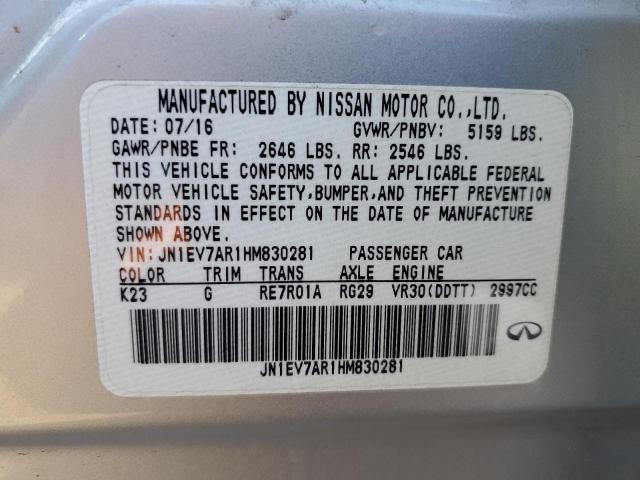 MANUFACTURED BY NISSAN MOTOR CO.,LTD.
DATE: 07/16 GVWR/PNBV: 5159 LBS.
GAWR/PNBE FR: 2646 LBS. RR: 2546 LBS.
THIS VEHICLE CONFORMS TO ALL APPLICABLE FEDERAL
MOTOR VEHICLE SAFETY,BUMPER,AND THEFT PREVENTION
STANDARDS IN EFFECT ON THE DATE OF MANUFACTURE
SHOWN ABOVE.
VIN: JN1EV7AR1HM830281 PASSENGER CAR
COLOR TRIM TRANS AXLE ENGINE
K23 G RE7R01A RG29 VR30(DDTT) 2997CC
JN1EV7AR1HM830281
INFINITI